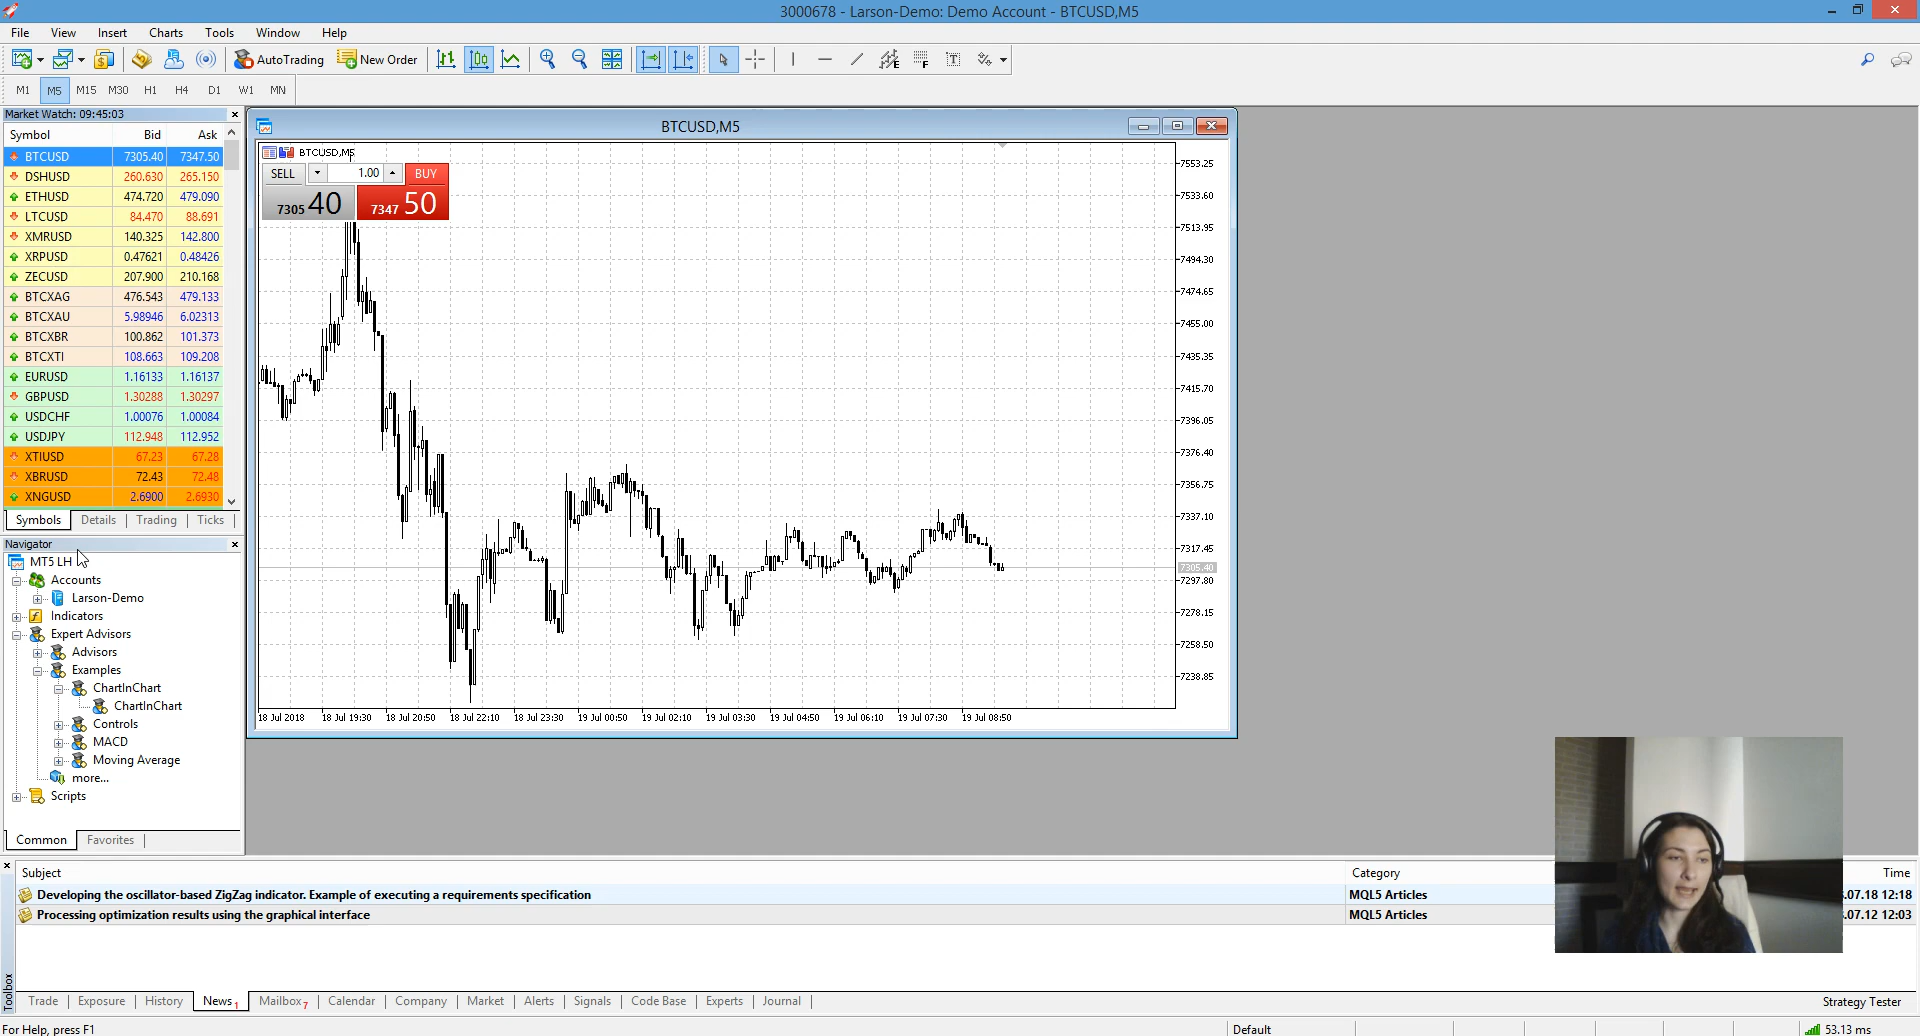 3000678 - Larson-Demo: Demo Account - BTCUSD,M5
File View Insert Charts Tools Window Help
AutoTrading New Order
M1 M5 M15 M30 H1 H4 D1 W1 MN
Market Watch: 09:45:03
Symbol Bid Ask
BTCUSD 7305.40 7347.50
DSHUSD 260.630 265.150
ETHUSD 474.720 479.090
LTCUSD 84.470 88.691
XMRUSD 140.325 142.800
XRPUSD 0.47621 0.48426
ZECUSD 207.900 210.168
BTCXAG 476.543 479.133
BTCXAU 5.98946 6.02313
BTCXBR 100.862 101.373
BTCXTI 108.663 109.208
EURUSD 1.16133 1.16137
GBPUSD 1.30288 1.30297
USDCHF 1.00076 1.00084
USDJPY 112.948 112.952
XTIUSD 67.23 67.28
XBRUSD 72.43 72.48
XNGUSD 2.6900 2.6930
Symbols Details Trading Ticks
Navigator
MT5 LH
Accounts
Larson-Demo
Indicators
Expert Advisors
Advisors
Examples
ChartInChart
ChartInChart
Controls
MACD
Moving Average
more...
Scripts
Common Favorites
BTCUSD,M5
BTCUSD,M5
SELL 1.00 BUY
7305 40 7347 50
7553.25
7533.60
7513.95
7494.30
7474.65
7455.00
7435.35
7415.70
7396.05
7376.40
7356.75
7337.10
7317.45
7305.40
7297.80
7278.15
7258.50
7238.85
18 Jul 2018 18 Jul 19:30 18 Jul 20:50 18 Jul 22:10 18 Jul 23:30 19 Jul 00:50 19 Jul 02:10 19 Jul 03:30 19 Jul 04:50 19 Jul 06:10 19 Jul 07:30 19 Jul 08:50
Subject Category Time
Developing the oscillator-based ZigZag indicator. Example of executing a requirements specification MQL5 Articles .07.18 12:18
Processing optimization results using the graphical interface MQL5 Articles .07.12 12:03
Toolbox
Trade Exposure History News 1 Mailbox 7 Calendar Company Market Alerts Signals Code Base Experts Journal Strategy Tester
For Help, press F1 Default 53.13 ms